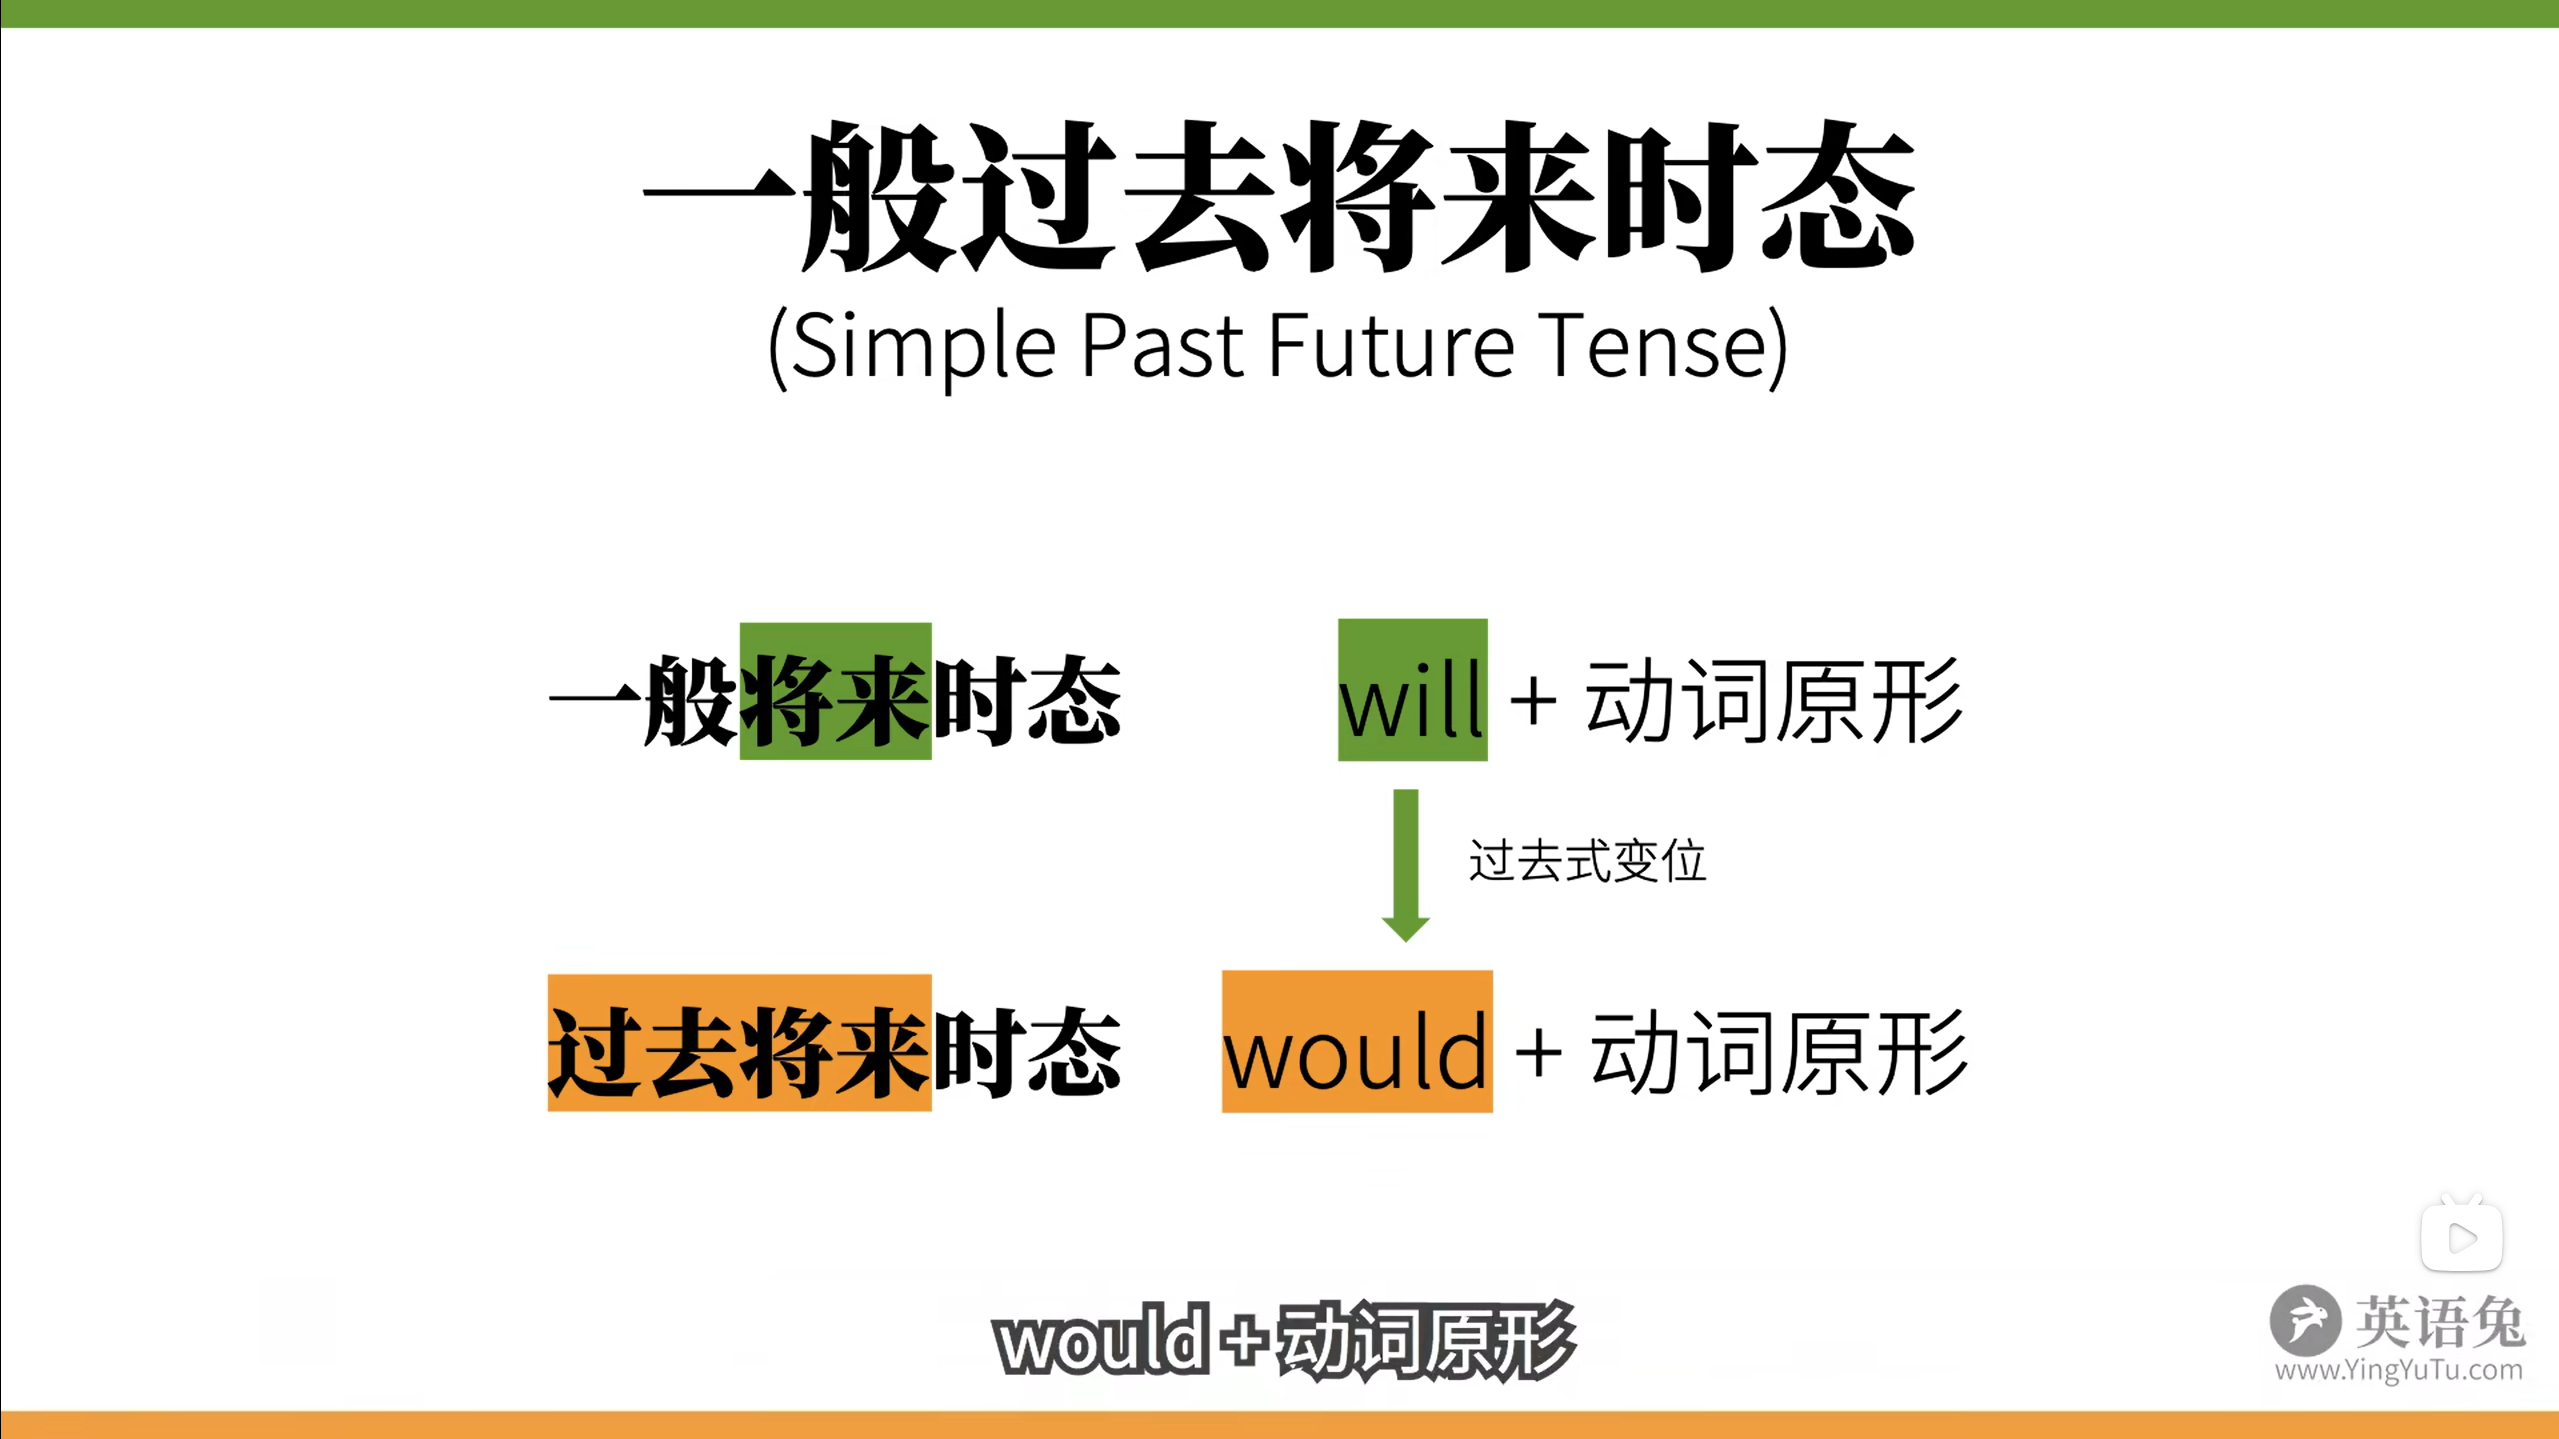 一般过去将来时态
(Simple Past Future Tense)
一般将来时态 will + 动词原形
过去式变位
过去将来时态 would + 动词原形
would + 动词原形
英语兔
www.YingYuTu.com